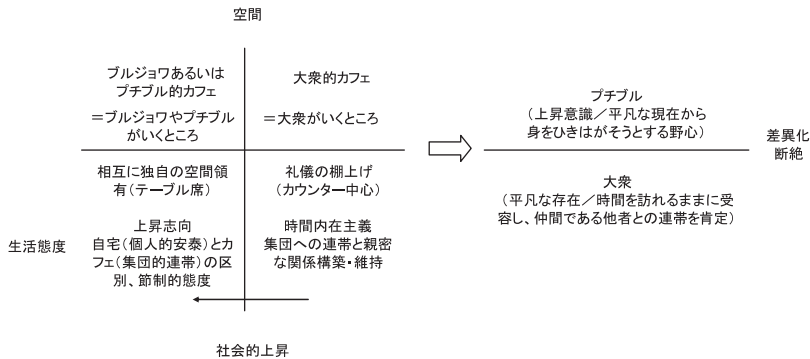 空間
ブルジョワあるいは
プチブル的カフェ
＝ブルジョワやプチブル
がいくところ
大衆的カフェ
＝大衆がいくところ
相互に独自の空間領
有(テーブル席)
礼儀の棚上げ
(カウンター中心)
生活態度
上昇志向
自宅(個人的安泰)とカ
フェ(集団的連帯)の区
別、節制的態度
時間内在主義
集団への連帯と親密
な関係構築・維持
社会的上昇
プチブル
(上昇意識／平凡な現在から
身をひきはがそうとする野心)
差異化
断絶
大衆
(平凡な存在／時間を訪れるままに受
容し、仲間である他者との連帯を肯定)